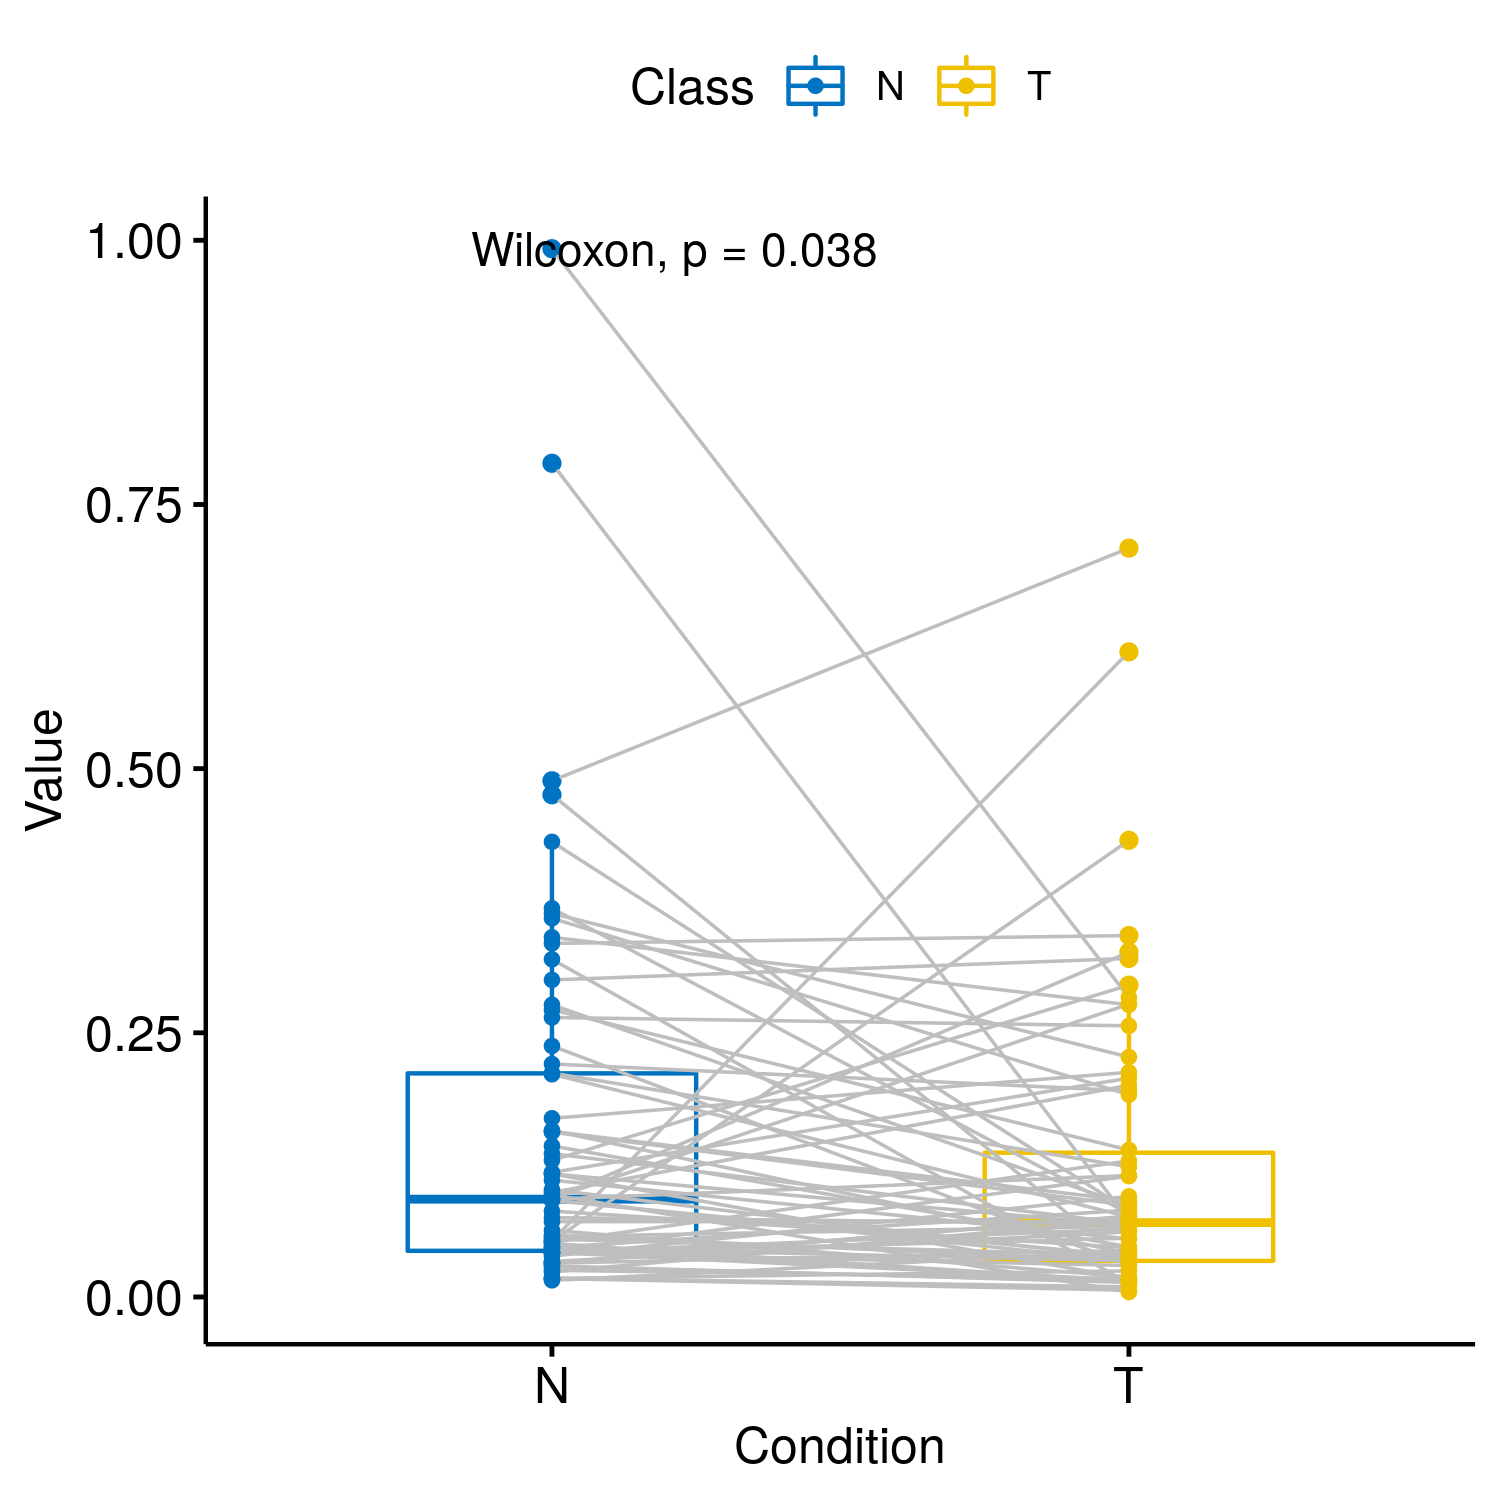 Class N T
Wilcoxon, p = 0.038
1.00
0.75
0.50
0.25
0.00
Value
N T
Condition